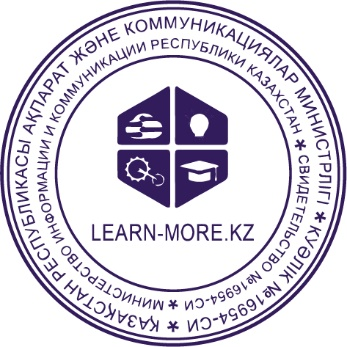 ҚАЗАҚСТАН РЕСПУБЛИКАСЫ АҚПАРАТ ЖӘНЕ КОММУНИКАЦИЯЛАР МИНИСТРЛІГІ ★ КУӘЛІК №16954-СИ ★
МИНИСТЕРСТВО ИНФОРМАЦИИ И КОММУНИКАЦИИ РЕСПУБЛИКИ КАЗАХСТАН ★ СВИДЕТЕЛЬСТВО №16954-СИ ★
LEARN-MORE.KZ